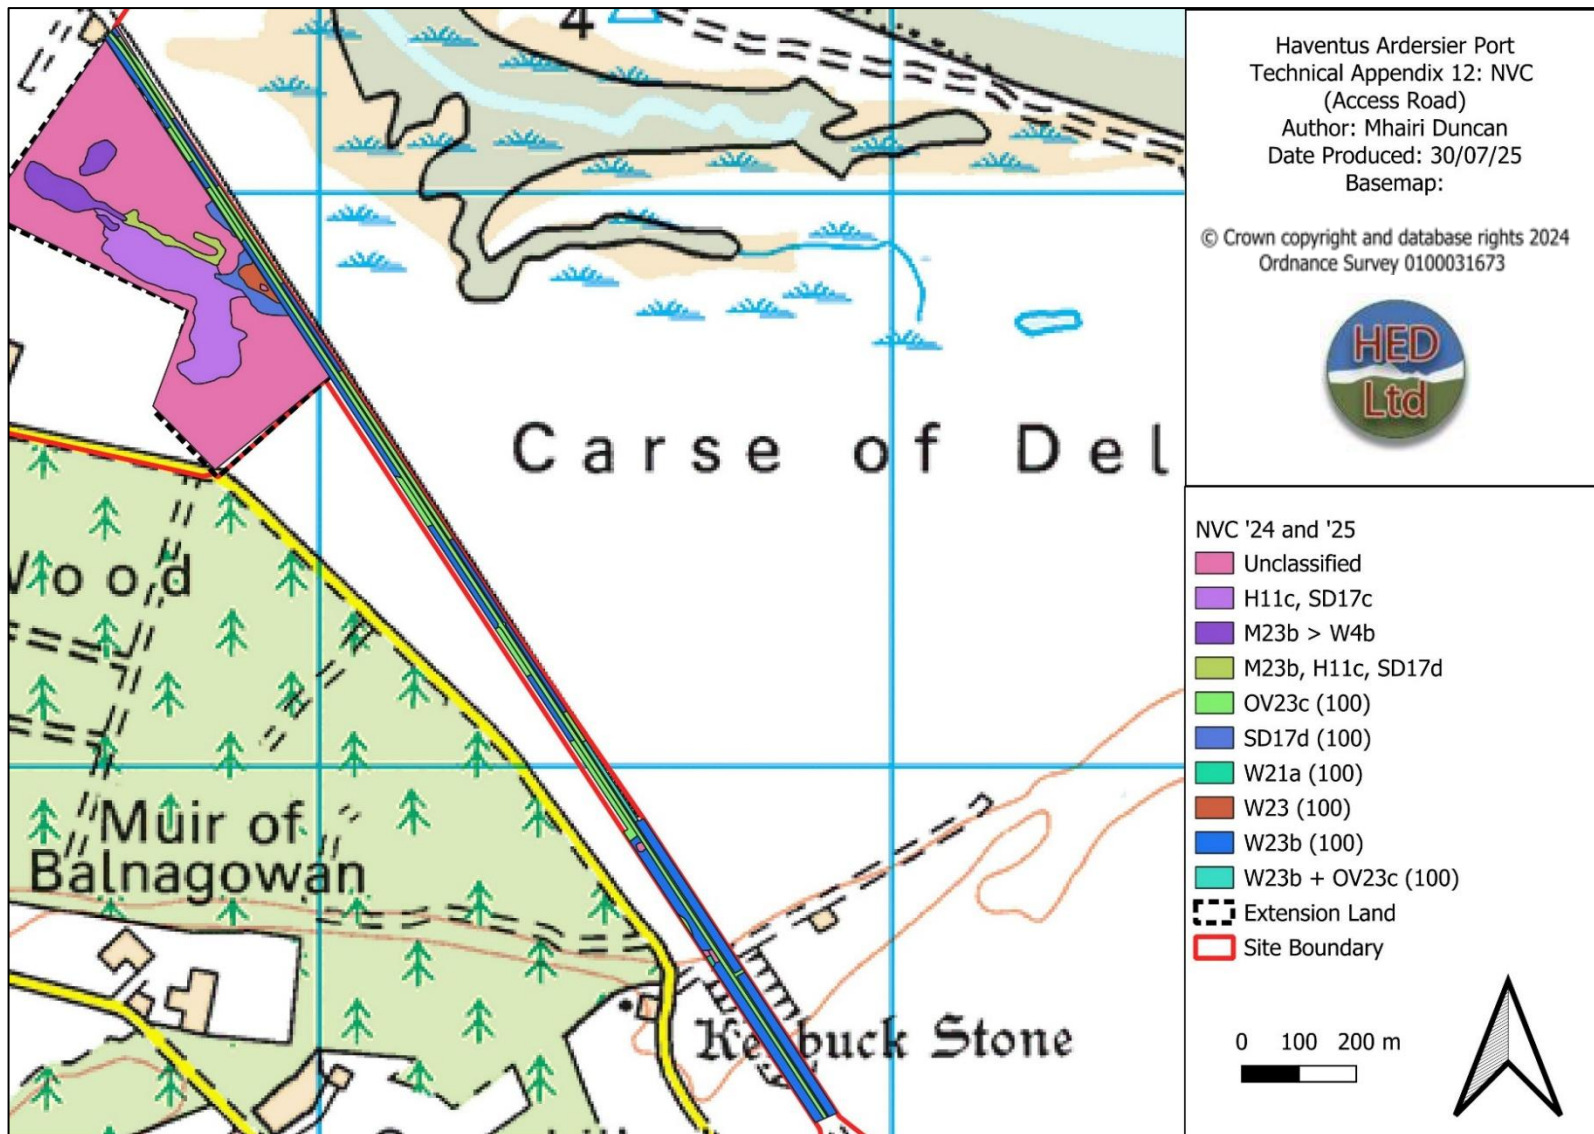 Haventus Ardersier Port
Technical Appendix 12: NVC
(Access Road)
Author: Mhairi Duncan
Date Produced: 30/07/25
Basemap:
© Crown copyright and database rights 2024
Ordnance Survey 0100031673
HED
Ltd
NVC '24 and '25
Unclassified
H11c, SD17c
M23b > W4b
M23b, H11c, SD17d
OV23c (100)
SD17d (100)
W21a (100)
W23 (100)
W23b (100)
W23b + OV23c (100)
Extension Land
Site Boundary
0 100 200 m
4
Carse of Del
Wood
Muir of
Balnagowan
Stone